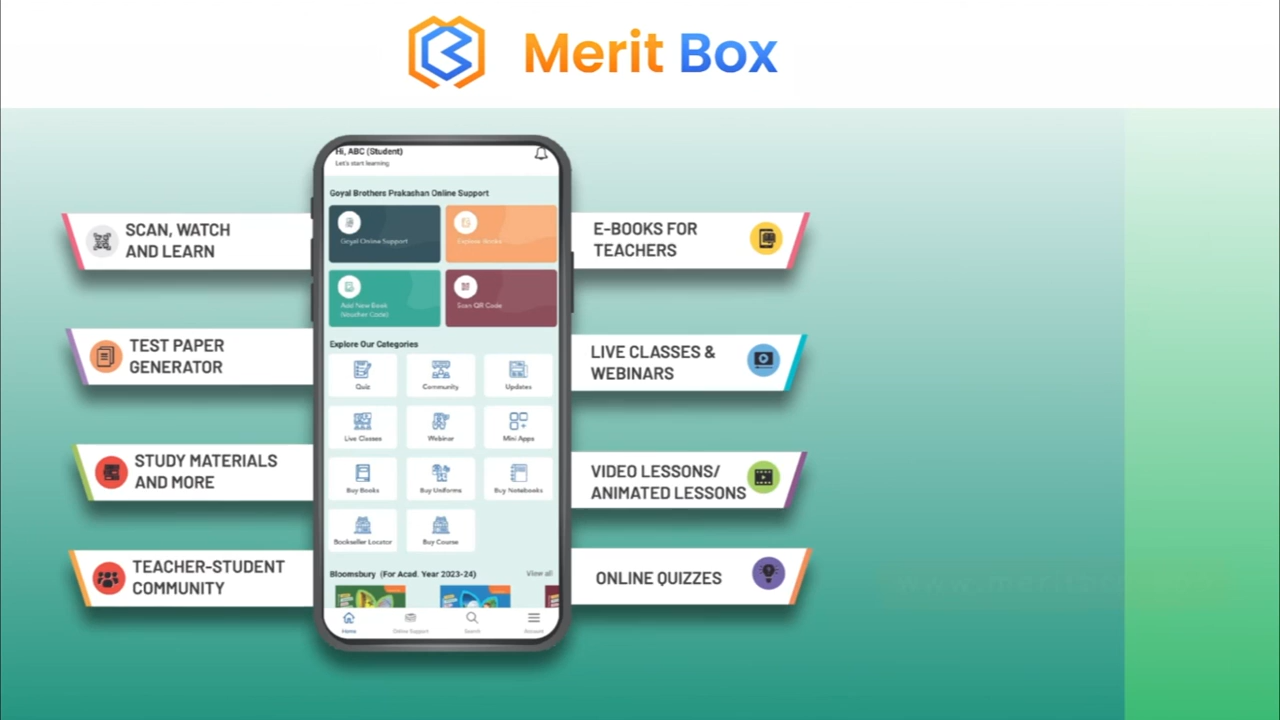 Merit Box
SCAN, WATCH
AND LEARN
TEST PAPER
GENERATOR
STUDY MATERIALS
AND MORE
TEACHER-STUDENT
COMMUNITY
Hi, ABC (Student)
Let's start learning
Goyal Brothers Prakashan Online Support
Goyal Online Support
Explore Books
Add New Book
(Voucher Code)
Scan QR Code
Explore Our Categories
Quiz
Community
Updates
Live Classes
Webinar
Mini Apps
Buy Books
Buy Uniforms
Buy Notebooks
Bookseller Locator
Buy Course
Bloomsbury (For Acad. Year 2023-24)
View all
Home
Online Support
Search
Account
E-BOOKS FOR
TEACHERS
LIVE CLASSES &
WEBINARS
VIDEO LESSONS/
ANIMATED LESSONS
ONLINE QUIZZES